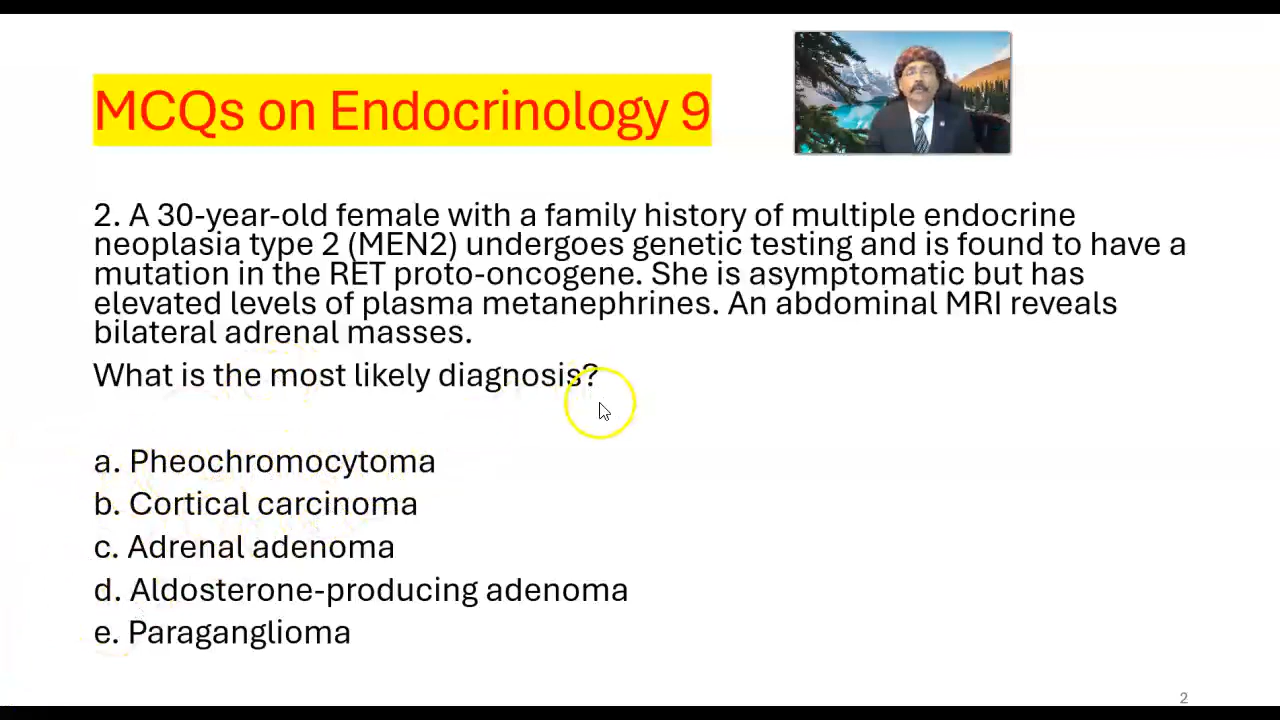 MCQs on Endocrinology 9
2. A 30-year-old female with a family history of multiple endocrine
neoplasia type 2 (MEN2) undergoes genetic testing and is found to have a
mutation in the RET proto-oncogene. She is asymptomatic but has
elevated levels of plasma metanephrines. An abdominal MRI reveals
bilateral adrenal masses.
What is the most likely diagnosis?
a. Pheochromocytoma
b. Cortical carcinoma
c. Adrenal adenoma
d. Aldosterone-producing adenoma
e. Paraganglioma
2